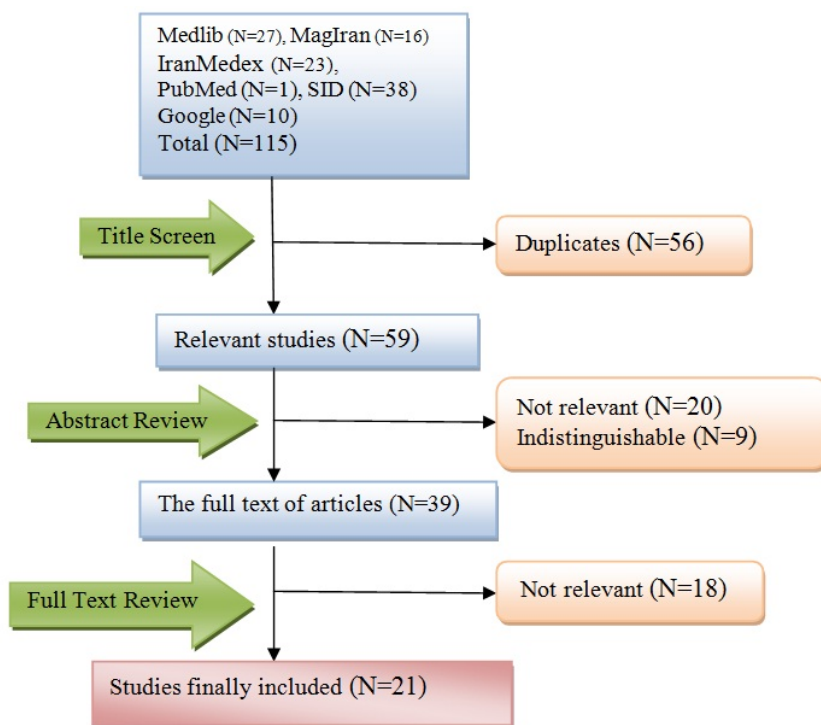 Medlib (N=27), MagIran (N=16)
IranMedex (N=23),
PubMed (N=1), SID (N=38)
Google (N=10)
Total (N=115)
Title Screen
Duplicates (N=56)
Relevant studies (N=59)
Abstract Review
Not relevant (N=20)
Indistinguishable (N=9)
The full text of articles (N=39)
Full Text Review
Not relevant (N=18)
Studies finally included (N=21)